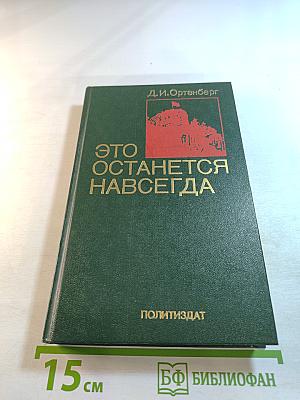 Д.И.Ортенберг
ЭТО
ОСТАНЕТСЯ
НАВСЕГДА
ПОЛИТИЗДАТ
15 см
БФ БИБЛИОФАН